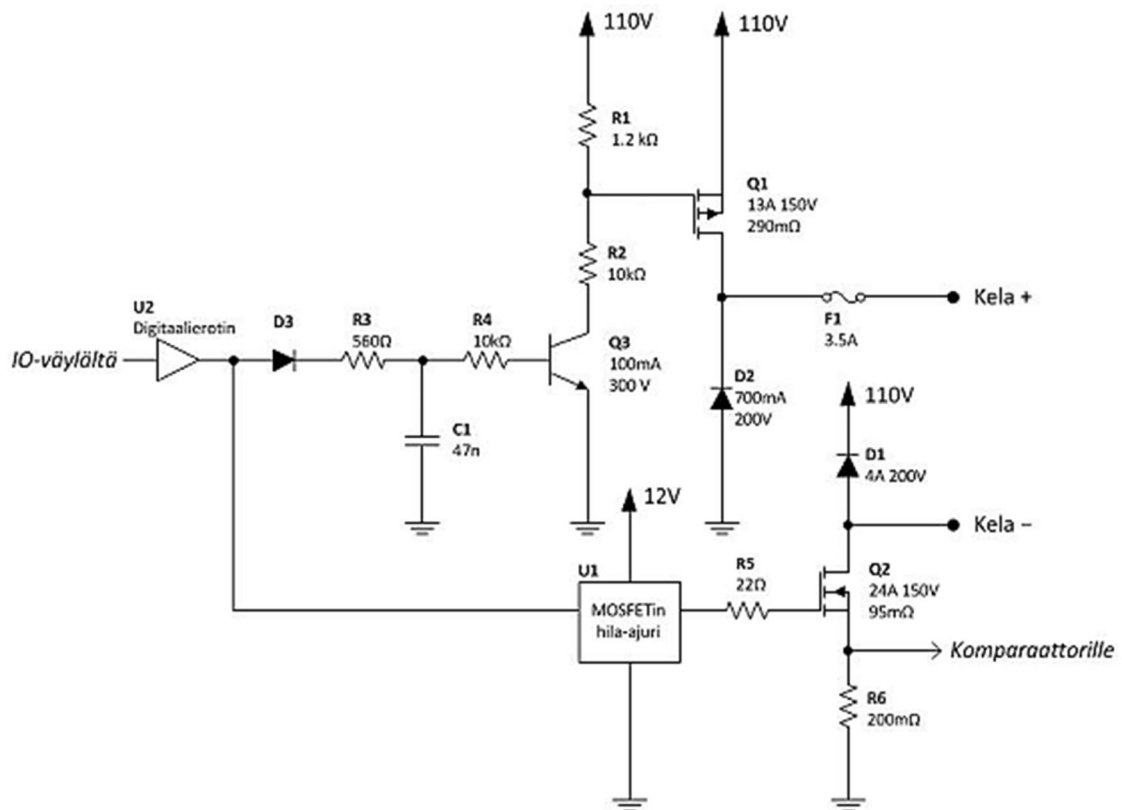 110V
110V
R1
1.2 kΩ
Q1
13A 150V
290mΩ
R2
10kΩ
U2
Digitaalierotin
D3
R3
560Ω
R4
10kΩ
Q3
100mA
300 V
Kela +
F1
3.5A
IO-väylältä
D2
700mA
200V
110V
C1
47n
D1
4A 200V
12V
Kela –
U1
MOSFETin
hila-ajuri
R5
22Ω
Q2
24A 150V
95mΩ
Komparaattorille
R6
200mΩ